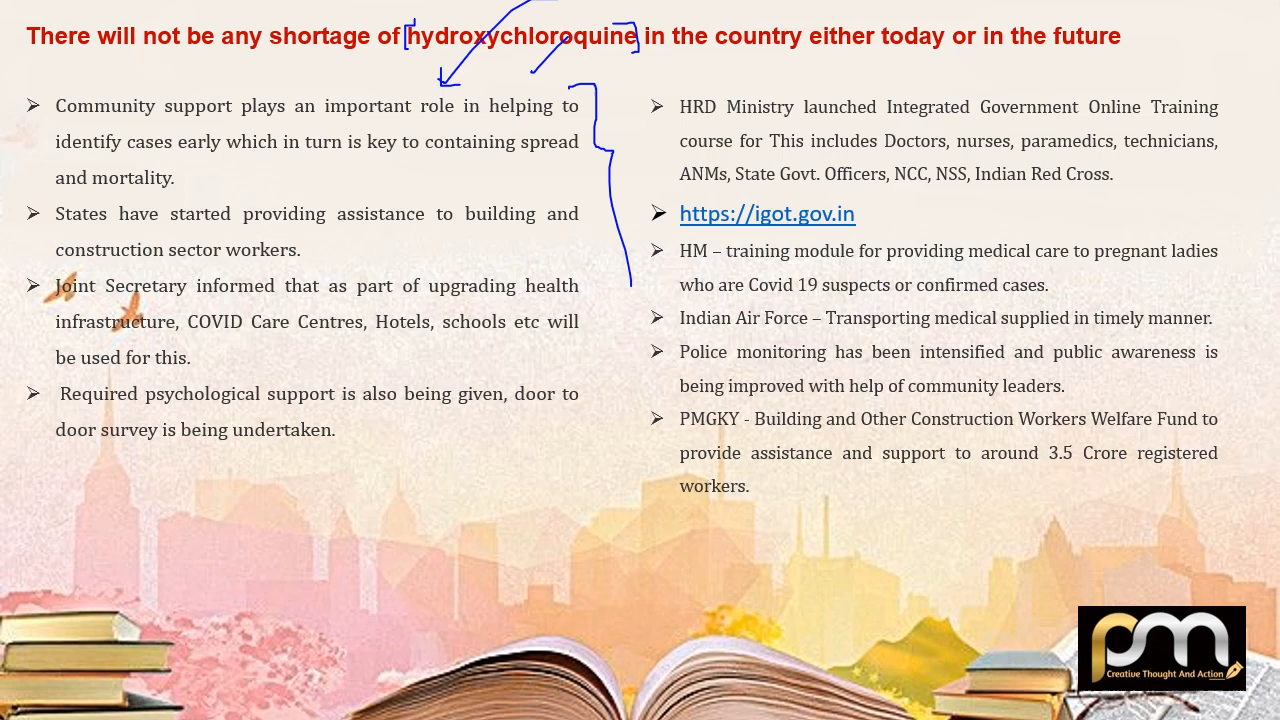 There will not be any shortage of [hydroxychloroquine] in the country either today or in the future
➢ Community support plays an important role in helping to
identify cases early which in turn is key to containing spread
and mortality.
➢ States have started providing assistance to building and
construction sector workers.
➢ Joint Secretary informed that as part of upgrading health
infrastructure, COVID Care Centres, Hotels, schools etc will
be used for this.
➢ Required psychological support is also being given, door to
door survey is being undertaken.
➢ HRD Ministry launched Integrated Government Online Training
course for This includes Doctors, nurses, paramedics, technicians,
ANMs, State Govt. Officers, NCC, NSS, Indian Red Cross.
➢ https://igot.gov.in
➢ HM – training module for providing medical care to pregnant ladies
who are Covid 19 suspects or confirmed cases.
➢ Indian Air Force – Transporting medical supplied in timely manner.
➢ Police monitoring has been intensified and public awareness is
being improved with help of community leaders.
➢ PMGKY - Building and Other Construction Workers Welfare Fund to
provide assistance and support to around 3.5 Crore registered
workers.
pm
Creative Thought And Action